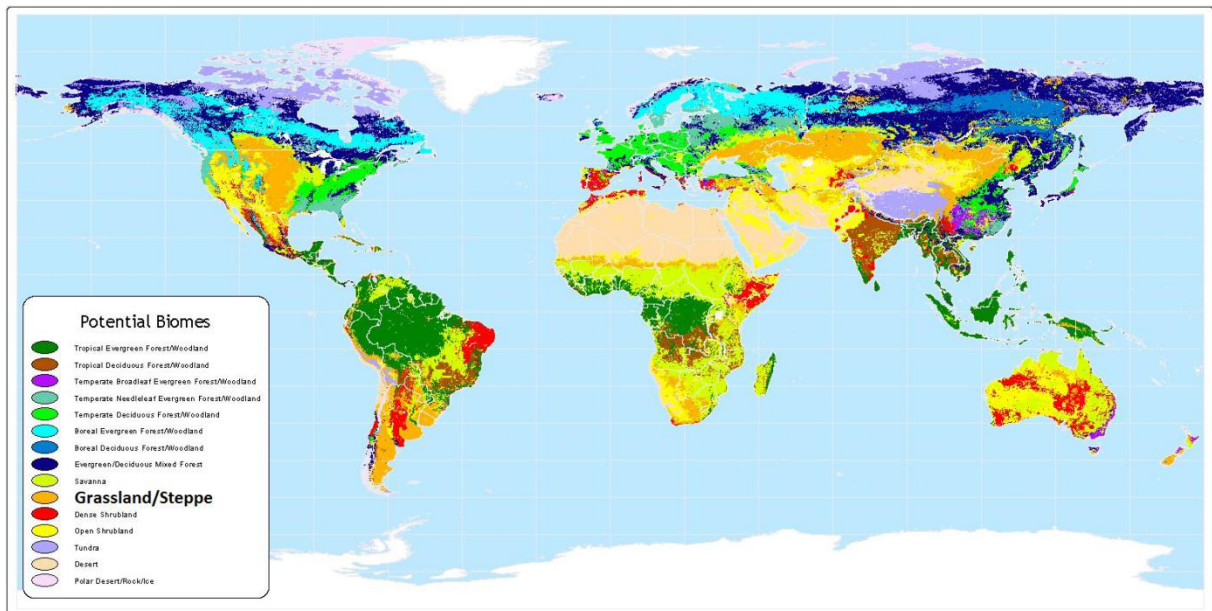 Potential Biomes
Tropical Evergreen Forest/Woodland
Tropical Deciduous Forest/Woodland
Temperate Broadleaf Evergreen Forest/Woodland
Temperate Needleleaf Evergreen Forest/Woodland
Temperate Deciduous Forest/Woodland
Boreal Evergreen Forest/Woodland
Boreal Deciduous Forest/Woodland
Evergreen/Deciduous Mixed Forest
Savanna
Grassland/Steppe
Dense Shrubland
Open Shrubland
Tundra
Desert
Polar Desert/Rock/Ice